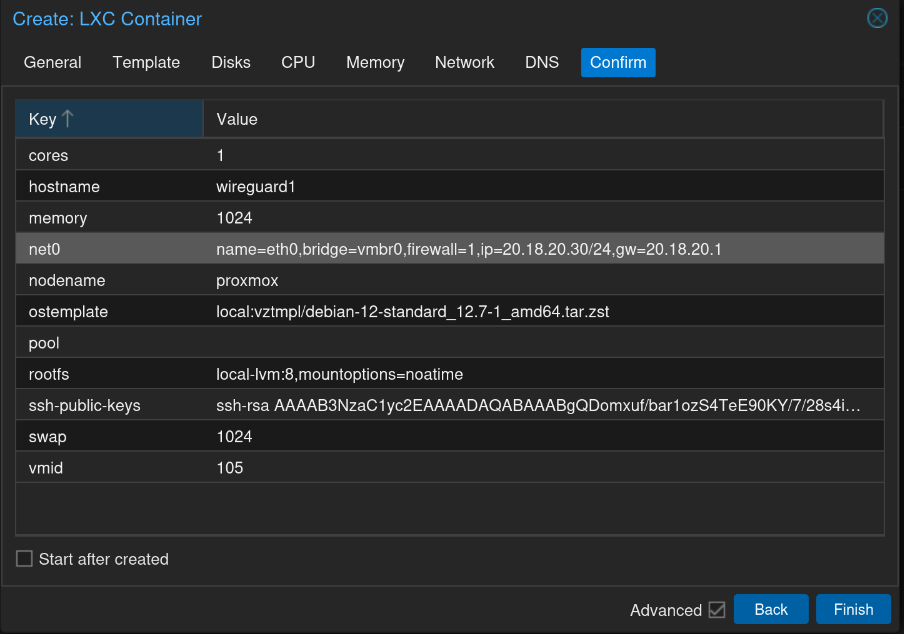 Create: LXC Container
General Template Disks CPU Memory Network DNS Confirm
Key Value
cores 1
hostname wireguard1
memory 1024
net0 name=eth0,bridge=vmbr0,firewall=1,ip=20.18.20.30/24,gw=20.18.20.1
nodename proxmox
ostemplate local:vztmpl/debian-12-standard_12.7-1_amd64.tar.zst
pool
rootfs local-lvm:8,mountoptions=noatime
ssh-public-keys ssh-rsa AAAAB3NzaC1yc2EAAAADAQABAAABgQDomxuf/bar1ozS4TeE90KY/7/28s4i...
swap 1024
vmid 105
Start after created
Advanced Back Finish